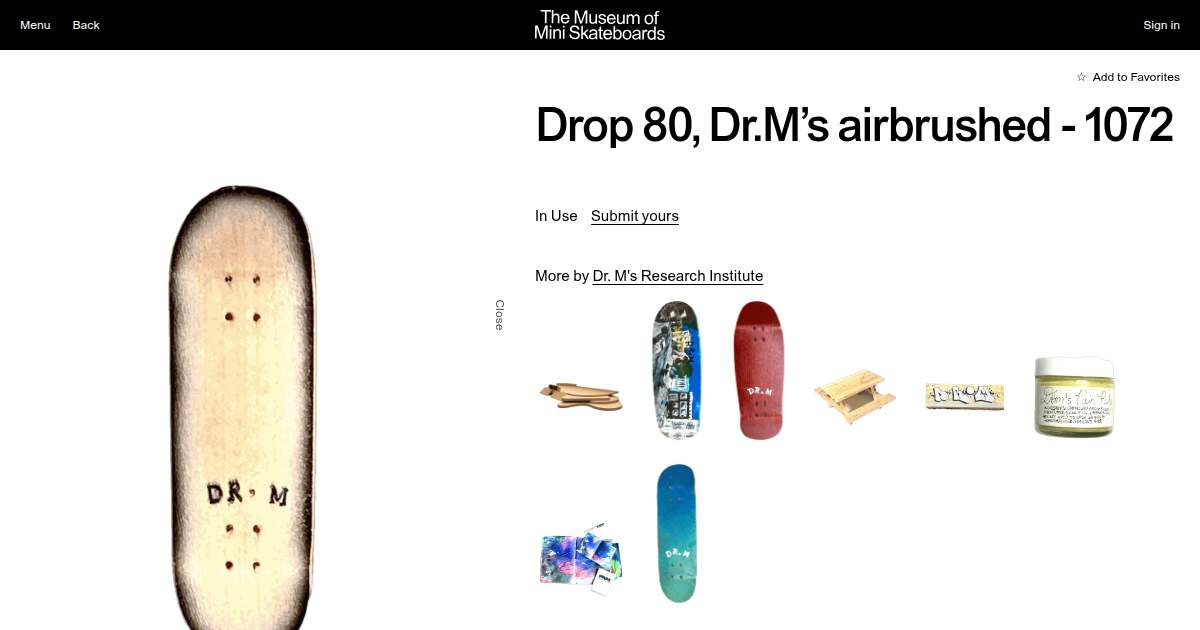 Menu
Back
The Museum of
Mini Skateboards
Sign in
☆ Add to Favorites
Drop 80, Dr.M’s airbrushed - 1072
In Use
Submit yours
More by Dr. M's Research Institute
Close
DR. M
DR.M
DR.M